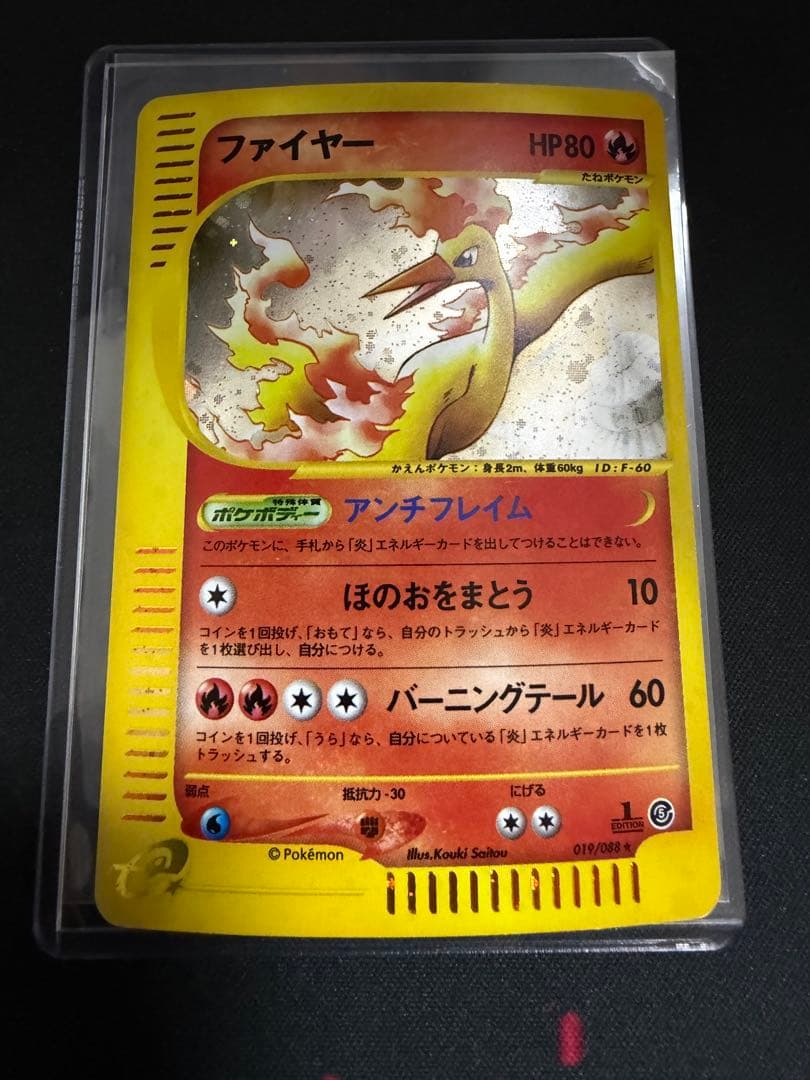 ファイヤー HP80
たねポケモン
かえんポケモン：身長2m、体重60kg ID:F-60
特殊体質
ポケボディー アンチフレイム
このポケモンに、手札から「炎」エネルギーカードを出してつけることはできない。
ほのおをまとう 10
コインを1回投げ、「おもて」なら、自分のトラッシュから「炎」エネルギーカード
を1枚選び出し、自分につける。
バーニングテール 60
コインを1回投げ、「うら」なら、自分についている「炎」エネルギーカードを1枚
トラッシュする。
弱点 抵抗力-30 にげる
1
EDITION 5
©Pokémon Illus.Kouki Saitou 019/088★
e